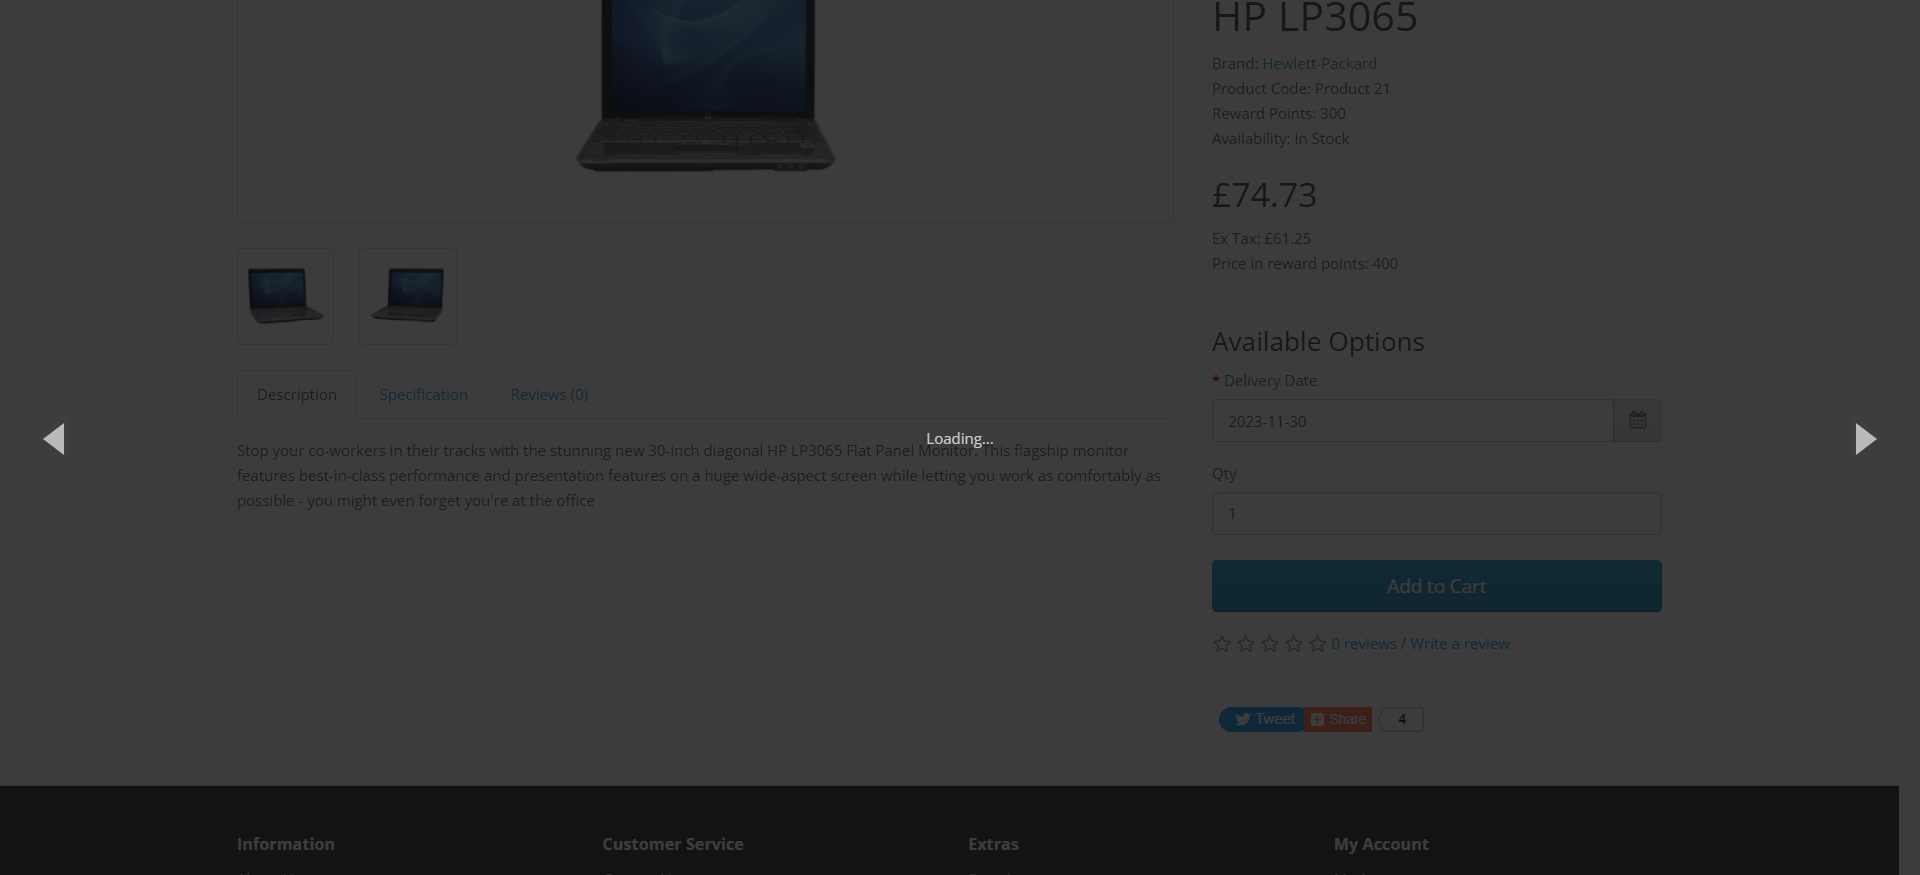 HP LP3065
Brand: Hewlett-Packard
Product Code: Product 21
Reward Points: 300
Availability: In Stock
£74.73
Ex Tax: £61.25
Price in reward points: 400
Available Options
* Delivery Date
2023-11-30
Qty
1
Add to Cart
0 reviews / Write a review
Tweet
Share
4
Description
Specification
Reviews (0)
Loading...
Stop your co-workers in their tracks with the stunning new 30-inch diagonal HP LP3065 Flat Panel Monitor. This flagship monitor
features best-in-class performance and presentation features on a huge wide-aspect screen while letting you work as comfortably as
possible - you might even forget you're at the office
Information
Customer Service
Extras
My Account